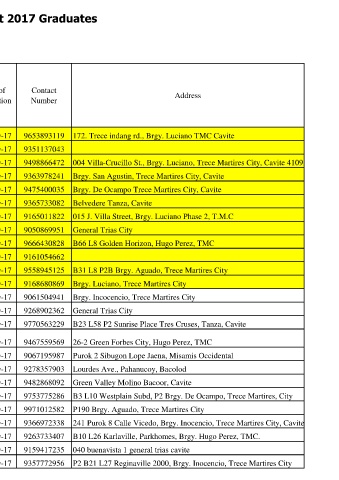 t 2017 Graduates
of
tion
Contact
Number
Address
-17 9653893119 172. Trece indang rd., Brgy. Luciano TMC Cavite
-17 9351137043
-17 9498866472 004 Villa-Crucillo St., Brgy. Luciano, Trece Martires City, Cavite 4109
-17 9363978241 Brgy. San Agustin, Trece Martires City, Cavite
-17 9475400035 Brgy. De Ocampo Trece Martires City, Cavite
-17 9365733082 Belvedere Tanza, Cavite
-17 9165011822 015 J. Villa Street, Brgy. Luciano Phase 2, T.M.C
-17 9050869951 General Trias City
-17 9666430828 B66 L8 Golden Horizon, Hugo Perez, TMC
-17 9161054662
-17 9558945125 B31 L8 P2B Brgy. Aguado, Trece Martires City
-17 9168680869 Brgy. Luciano, Trece Martires City
-17 9061504941 Brgy. Incocencio, Trece Martires City
-17 9268902362 General Trias City
-17 9770563229 B23 L58 P2 Sunrise Place Tres Cruses, Tanza, Cavite
-17 9467559569 26-2 Green Forbes City, Hugo Perez, TMC
-17 9067195987 Purok 2 Sibugon Lope Jaena, Misamis Occidental
-17 9278357903 Lourdes Ave., Pahanucoy, Bacolod
-17 9482868092 Green Valley Molino Bacoor, Cavite
-17 9753775286 B3 L10 Westplain Subd, P2 Brgy. De Ocampo, Trece Martires, City
-17 9971012582 P190 Brgy. Aguado, Trece Martires City
-17 9366972338 241 Purok 8 Calle Vicedo, Brgy. Inocencio, Trece Martires City, Cavite
-17 9263733407 B10 L26 Karlaville, Parkhomes, Brgy. Hugo Perez, TMC.
-17 9159417235 040 buenavista 1 general trias cavite
-17 9357772956 P2 B21 L27 Reginaville 2000, Brgy. Inocencio, Trece Martires City